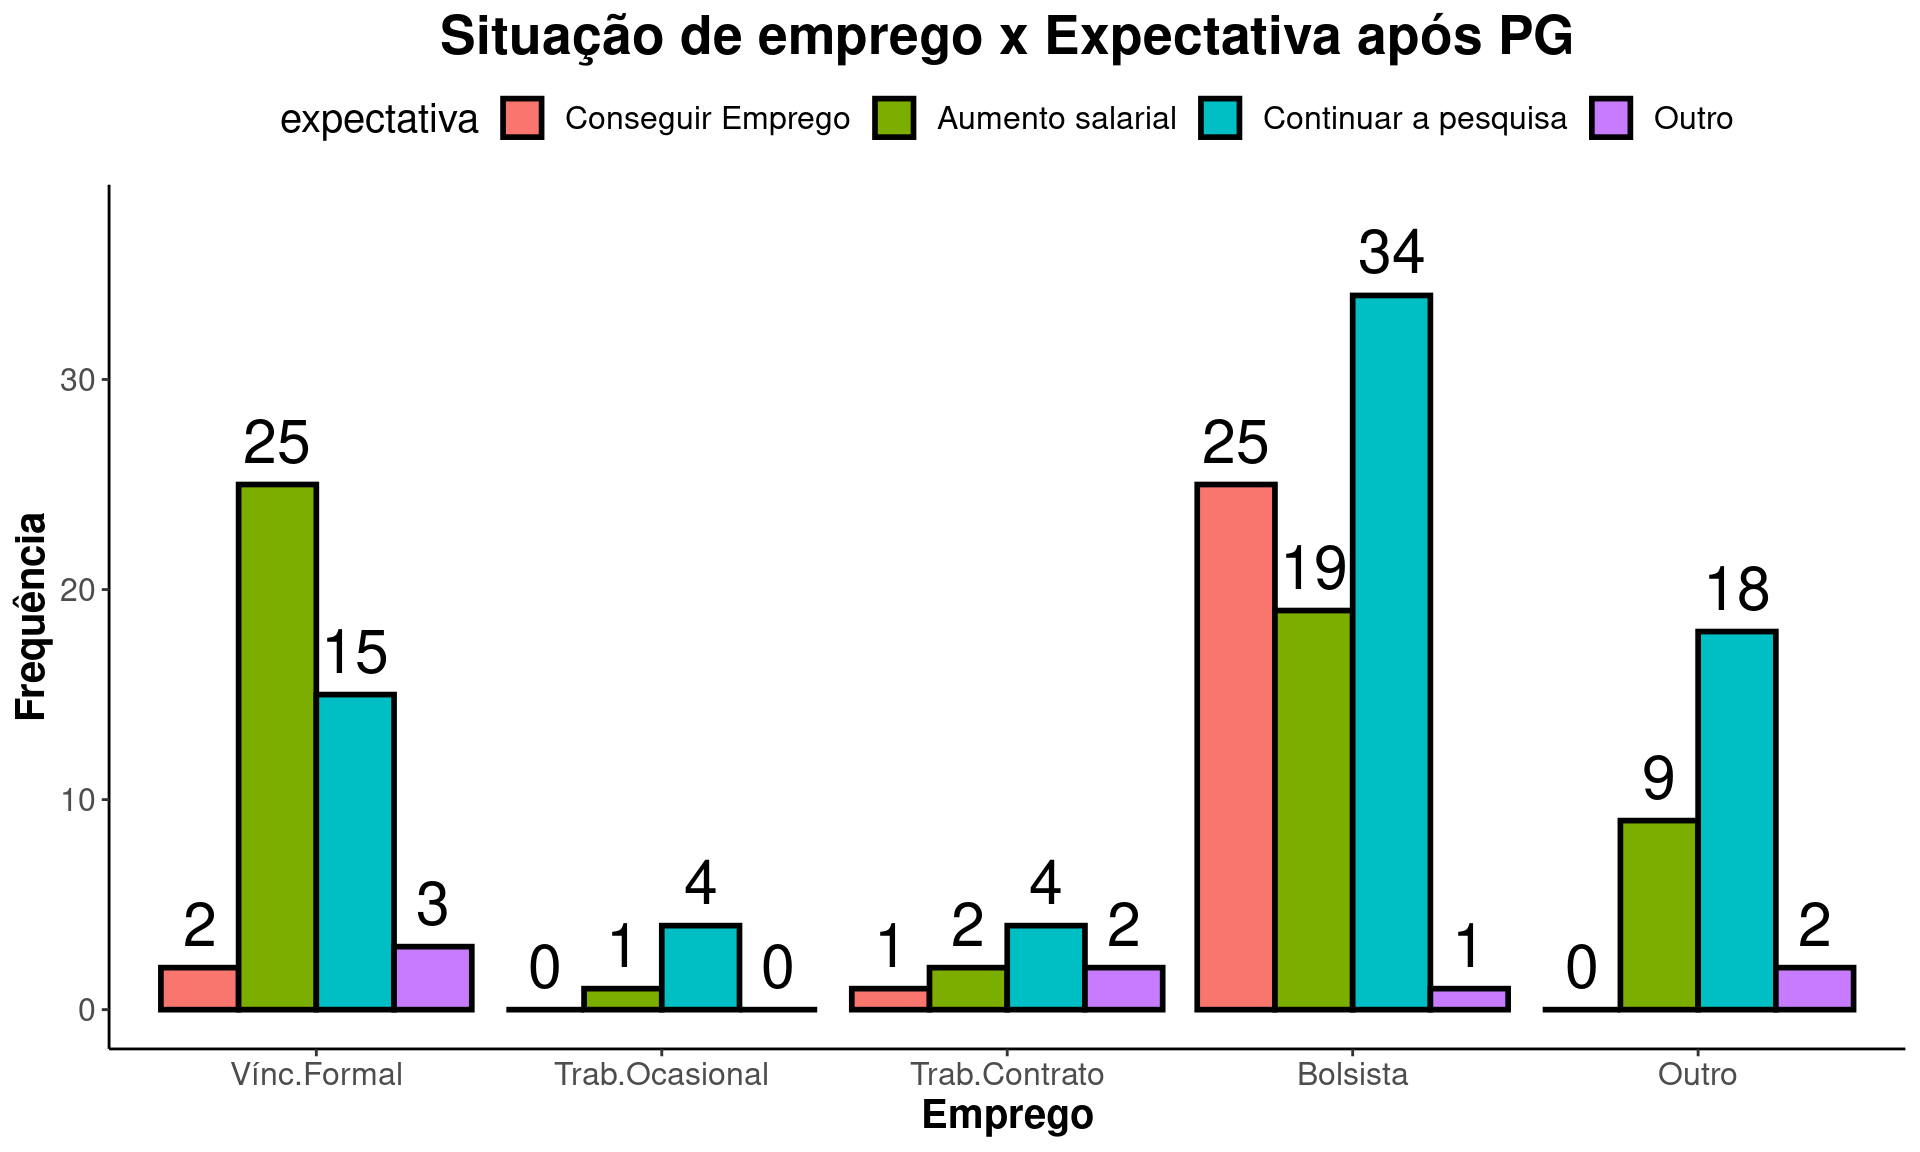 Situação de emprego x Expectativa após PG
expectativa Conseguir Emprego Aumento salarial Continuar a pesquisa Outro
Frequência
30
20
10
0
2 25 15 3
0 1 4 0
1 2 4 2
25 19 34 1
0 9 18 2
Vínc.Formal Trab.Ocasional Trab.Contrato Bolsista Outro
Emprego